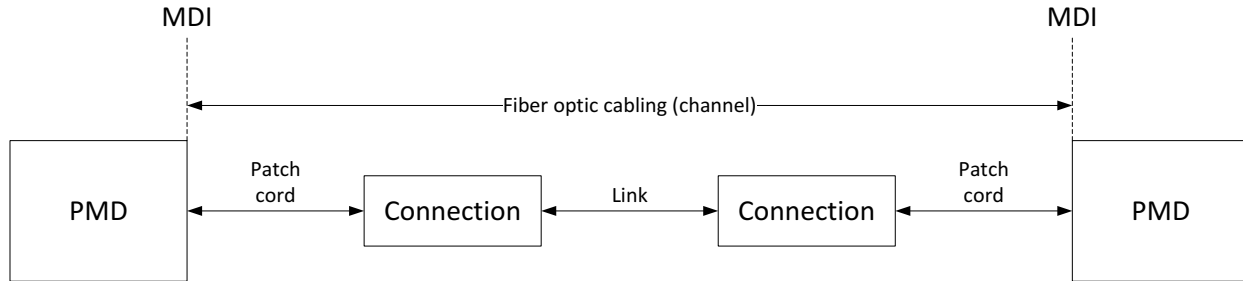 MDI
MDI
Fiber optic cabling (channel)
PMD
Patch
cord
Connection
Link
Connection
Patch
cord
PMD